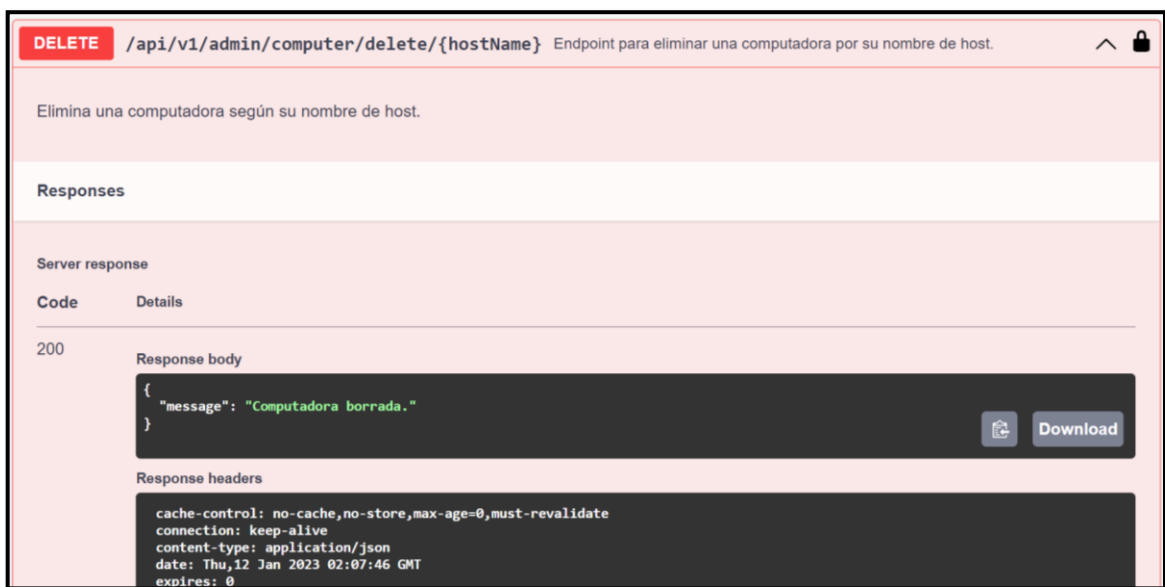 DELETE /api/v1/admin/computer/delete/{hostName} Endpoint para eliminar una computadora por su nombre de host.
Elimina una computadora según su nombre de host.
Responses
Server response
Code Details
200
Response body
{
"message": "Computadora borrada."
}
Download
Response headers
cache-control: no-cache,no-store,max-age=0,must-revalidate
connection: keep-alive
content-type: application/json
date: Thu,12 Jan 2023 02:07:46 GMT
expires: 0